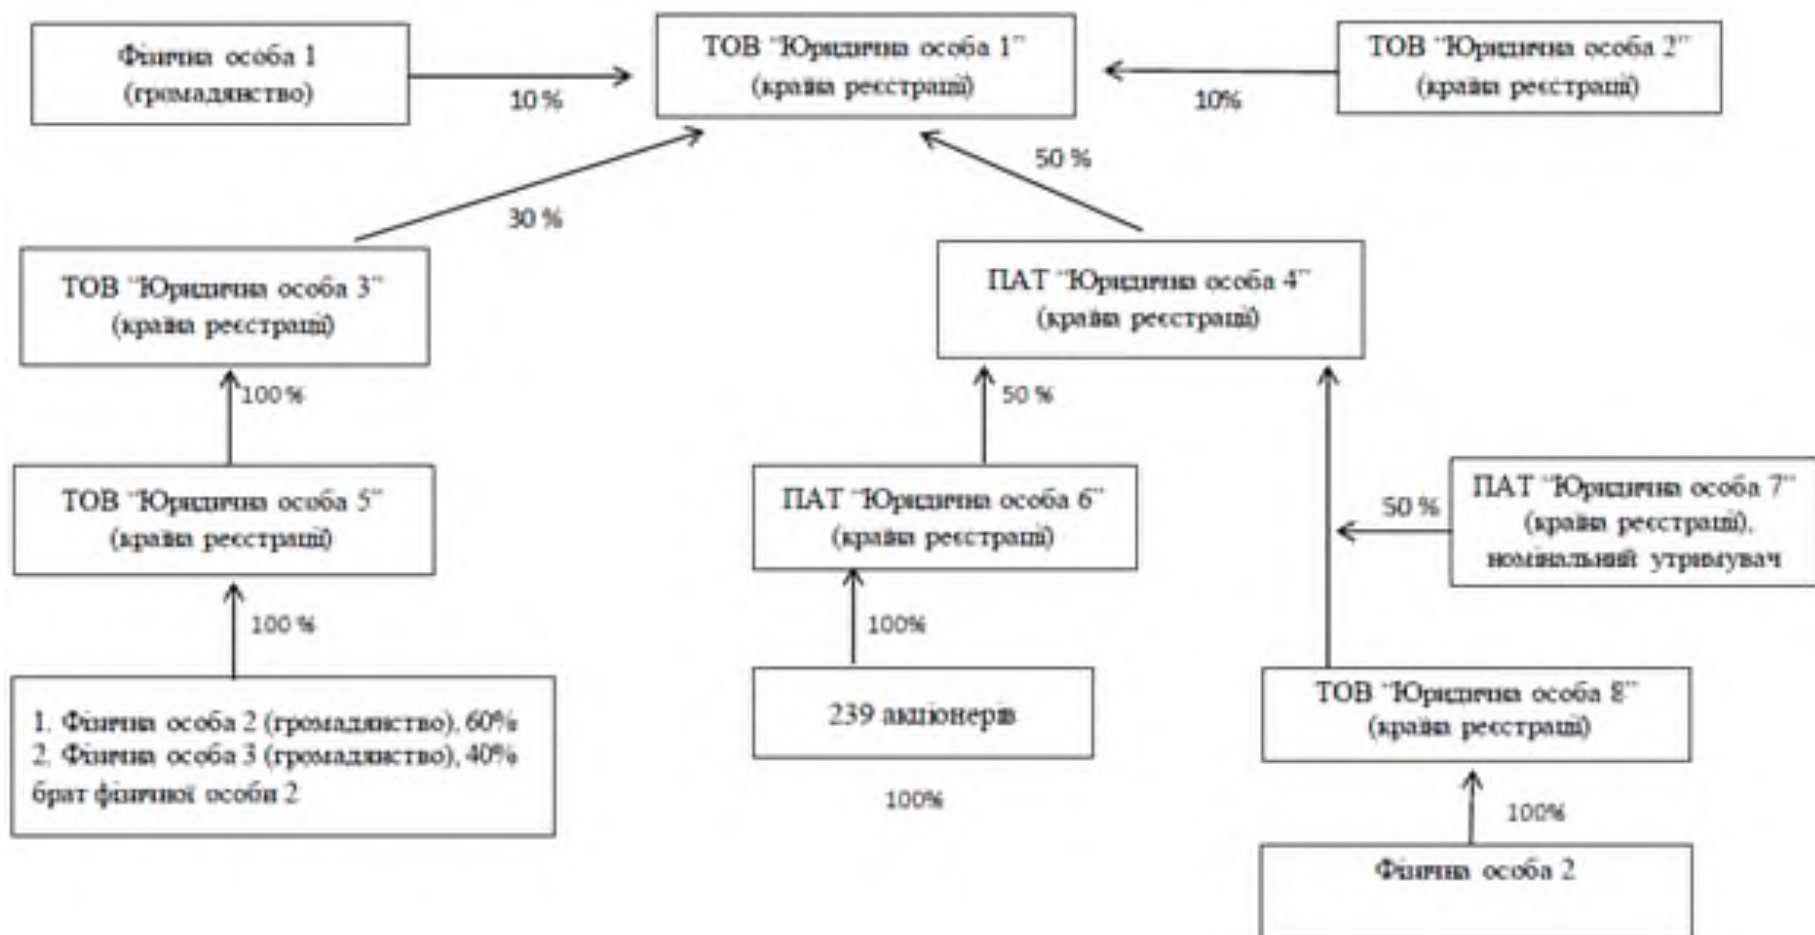 Фізична особа 1
(громадянство)
10 %
ТОВ "Юридична особа 1"
(країна реєстрації)
10%
ТОВ "Юридична особа 2"
(країна реєстрації)
30 %
50 %
ТОВ "Юридична особа 3"
(країна реєстрації)
ПАТ "Юридична особа 4"
(країна реєстрації)
100 %
50 %
ТОВ "Юридична особа 5"
(країна реєстрації)
ПАТ "Юридична особа 6"
(країна реєстрації)
50 %
ПАТ "Юридична особа 7"
(країна реєстрації),
номінальний утримувач
100 %
100%
1. Фізична особа 2 (громадянство), 60%
2. Фізична особа 3 (громадянство), 40%
брат фізичної особи 2
239 акціонерів
100%
ТОВ "Юридична особа 8"
(країна реєстрації)
100%
Фізична особа 2